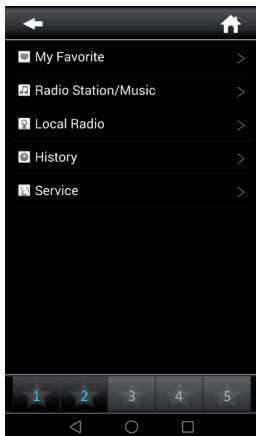 My Favorite
Radio Station/Music
Local Radio
History
Service
1 2 3 4 5